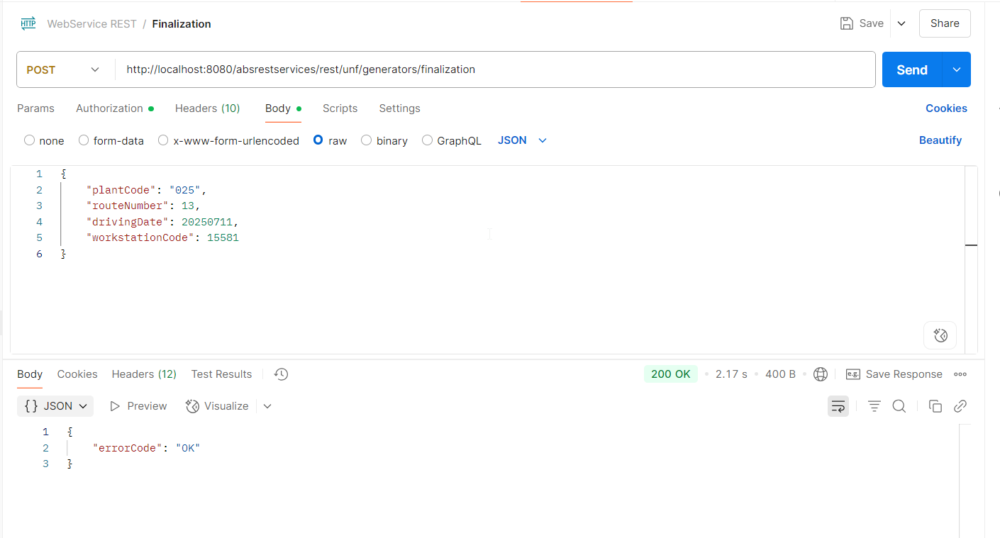 HTTP WebService REST / Finalization Save Share
POST http://localhost:8080/absrestservices/rest/unf/generators/finalization Send
Params Authorization Headers (10) Body Scripts Settings Cookies
none form-data x-www-form-urlencoded raw binary GraphQL JSON Beautify
1 {
2 "plantCode": "025",
3 "routeNumber": 13,
4 "drivingDate": 20250711,
5 "workstationCode": 15581
6 }
Body Cookies Headers (12) Test Results 200 OK • 2.17 s • 400 B • e.g. Save Response
{} JSON Preview Visualize
1 {
2 "errorCode": "OK"
3 }